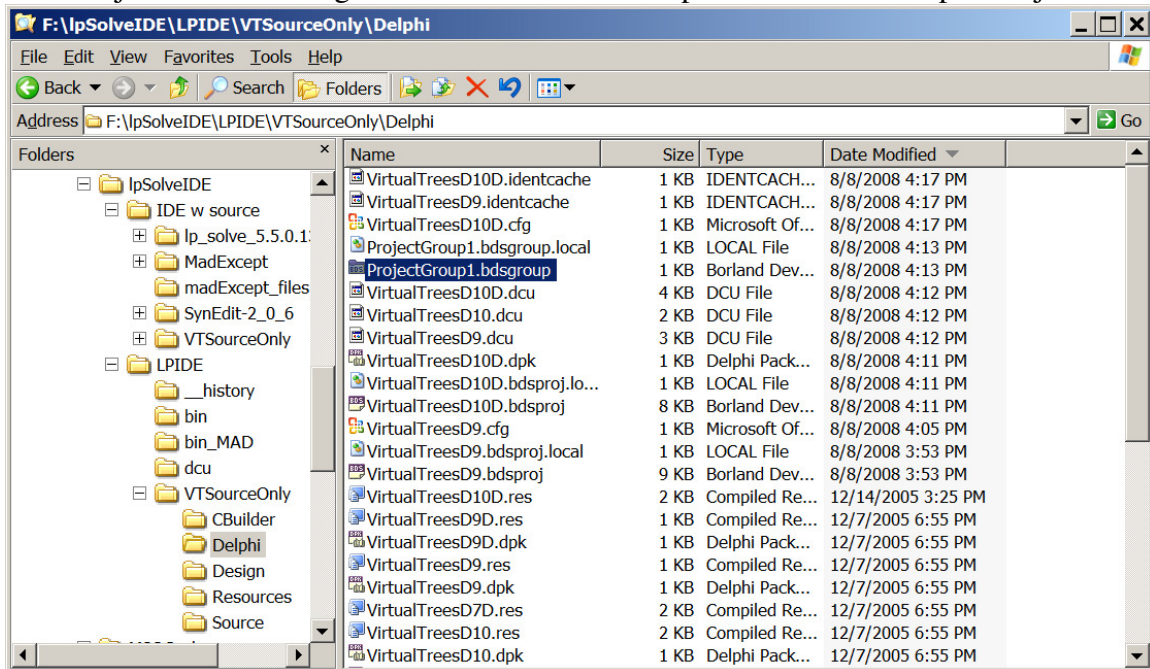 F:\lpSolveIDE\LPIDE\VTSourceOnly\Delphi
File Edit View Favorites Tools Help
Back Search Folders
Address F:\lpSolveIDE\LPIDE\VTSourceOnly\Delphi Go
Folders ×
lpSolveIDE
IDE w source
lp_solve_5.5.0.1
MadExcept
madExcept_files
SynEdit-2_0_6
VTSourceOnly
LPIDE
__history
bin
bin_MAD
dcu
VTSourceOnly
CBuilder
Delphi
Design
Resources
Source
Name Size Type Date Modified
VirtualTreesD10D.identcache 1 KB IDENTCACH... 8/8/2008 4:17 PM
VirtualTreesD9.identcache 1 KB IDENTCACH... 8/8/2008 4:17 PM
VirtualTreesD10D.cfg 1 KB Microsoft Of... 8/8/2008 4:17 PM
ProjectGroup1.bdsgroup.local 1 KB LOCAL File 8/8/2008 4:13 PM
ProjectGroup1.bdsgroup 1 KB Borland Dev... 8/8/2008 4:13 PM
VirtualTreesD10D.dcu 4 KB DCU File 8/8/2008 4:12 PM
VirtualTreesD10.dcu 2 KB DCU File 8/8/2008 4:12 PM
VirtualTreesD9.dcu 3 KB DCU File 8/8/2008 4:12 PM
VirtualTreesD10D.dpk 1 KB Delphi Pack... 8/8/2008 4:11 PM
VirtualTreesD10D.bdsproj.lo... 1 KB LOCAL File 8/8/2008 4:11 PM
VirtualTreesD10D.bdsproj 8 KB Borland Dev... 8/8/2008 4:11 PM
VirtualTreesD9.cfg 1 KB Microsoft Of... 8/8/2008 4:05 PM
VirtualTreesD9.bdsproj.local 1 KB LOCAL File 8/8/2008 3:53 PM
VirtualTreesD9.bdsproj 9 KB Borland Dev... 8/8/2008 3:53 PM
VirtualTreesD10D.res 2 KB Compiled Re... 12/14/2005 3:25 PM
VirtualTreesD9D.res 1 KB Compiled Re... 12/7/2005 6:55 PM
VirtualTreesD9D.dpk 1 KB Delphi Pack... 12/7/2005 6:55 PM
VirtualTreesD9.res 1 KB Compiled Re... 12/7/2005 6:55 PM
VirtualTreesD9.dpk 1 KB Delphi Pack... 12/7/2005 6:55 PM
VirtualTreesD7D.res 2 KB Compiled Re... 12/7/2005 6:55 PM
VirtualTreesD10.res 2 KB Compiled Re... 12/7/2005 6:55 PM
VirtualTreesD10.dpk 1 KB Delphi Pack... 12/7/2005 6:55 PM